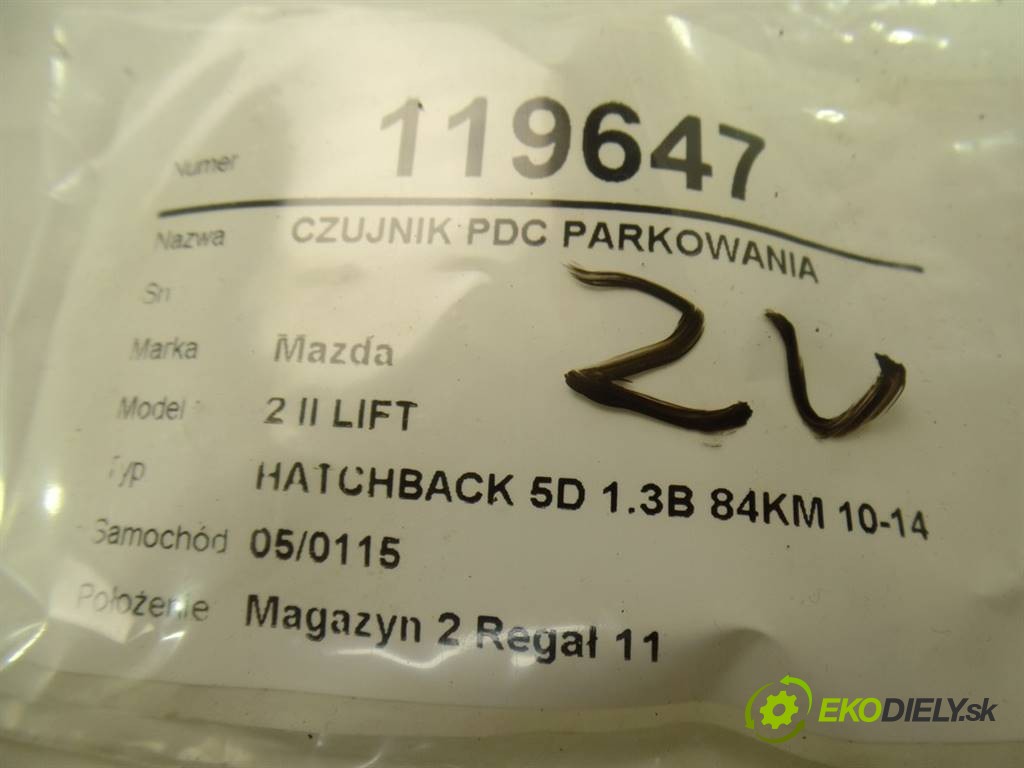 Numer 119647
Nazwa CZUJNIK PDC PARKOWANIA
Sn
Marka Mazda
Model 2 II LIFT
Typ HATCHBACK 5D 1.3B 84KM 10-14
Samochód 05/0115
Położenie Magazyn 2 Regał 11
EKODIELY.sk